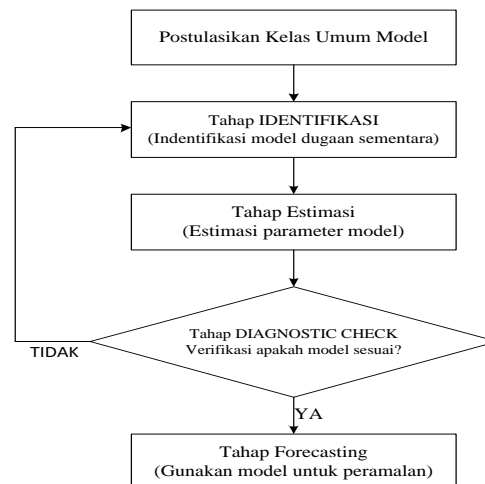 Postulasikan Kelas Umum Model
Tahap IDENTIFIKASI
(Indentifikasi model dugaan sementara)
Tahap Estimasi
(Estimasi parameter model)
Tahap DIAGNOSTIC CHECK
Verifikasi apakah model sesuai?
TIDAK
YA
Tahap Forecasting
(Gunakan model untuk peramalan)